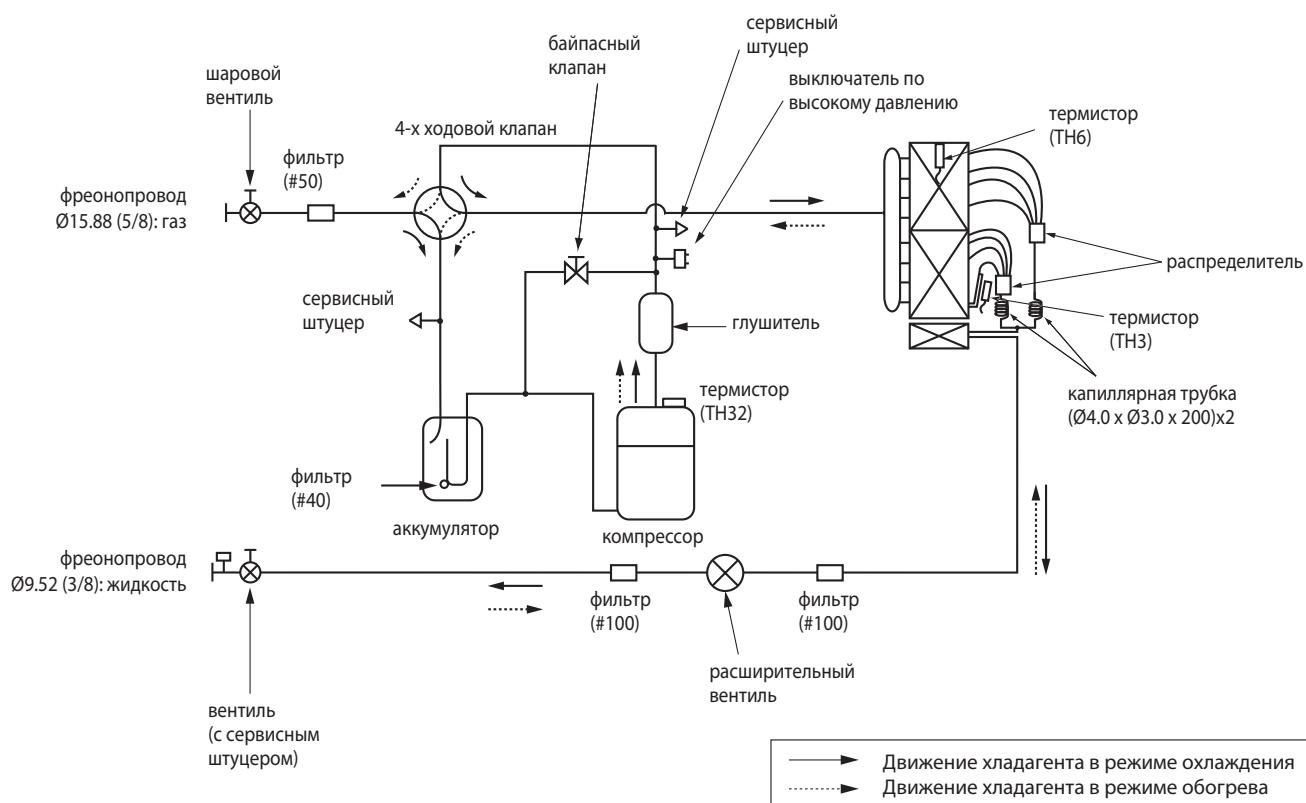 сервисный
штуцер
байпасный
клапан
шаровой
вентиль
выключатель по
высокому давлению
термистор
(TH6)
4-х ходовой клапан
фильтр
(#50)
фреонопровод
Ø15.88 (5/8): газ
распределитель
сервисный
штуцер
глушитель
термистор
(TH3)
термистор
(TH32)
капиллярная трубка
(Ø4.0 x Ø3.0 x 200)x2
фильтр
(#40)
аккумулятор
компрессор
фреонопровод
Ø9.52 (3/8): жидкость
фильтр
(#100)
фильтр
(#100)
расширительный
вентиль
вентиль
(с сервисным
штуцером)
Движение хладагента в режиме охлаждения
Движение хладагента в режиме обогрева